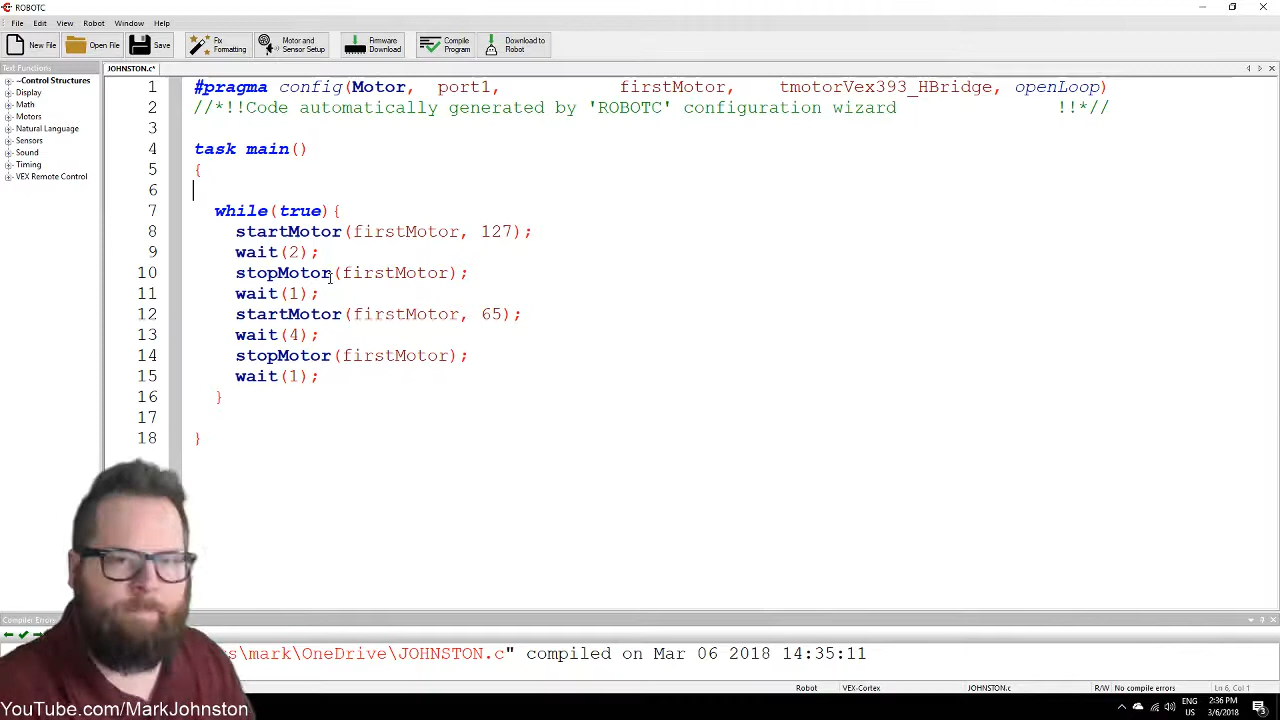 ROBOTC
File Edit View Robot Window Help
New File Open File Save Fix Formatting Motor and Sensor Setup Firmware Download Compile Program Download to Robot
Text Functions
JOHNSTON.c*
~Control Structures
Display
Math
Motors
Natural Language
Sensors
Sound
Timing
VEX Remote Control
1 #pragma config(Motor, port1, firstMotor, tmotorVex393_HBridge, openLoop)
2 //*!!Code automatically generated by 'ROBOTC' configuration wizard !!*//
3
4 task main()
5 {
6
7 while(true){
8 startMotor(firstMotor, 127);
9 wait(2);
10 stopMotor(firstMotor);
11 wait(1);
12 startMotor(firstMotor, 65);
13 wait(4);
14 stopMotor(firstMotor);
15 wait(1);
16 }
17
18 }
Compiler Errors
s\mark\OneDrive\JOHNSTON.c" compiled on Mar 06 2018 14:35:11
Robot VEX-Cortex JOHNSTON.c R/W No compile errors Ln 6, Col 1
YouTube.com/MarkJohnston
ENG US 2:36 PM 3/6/2018